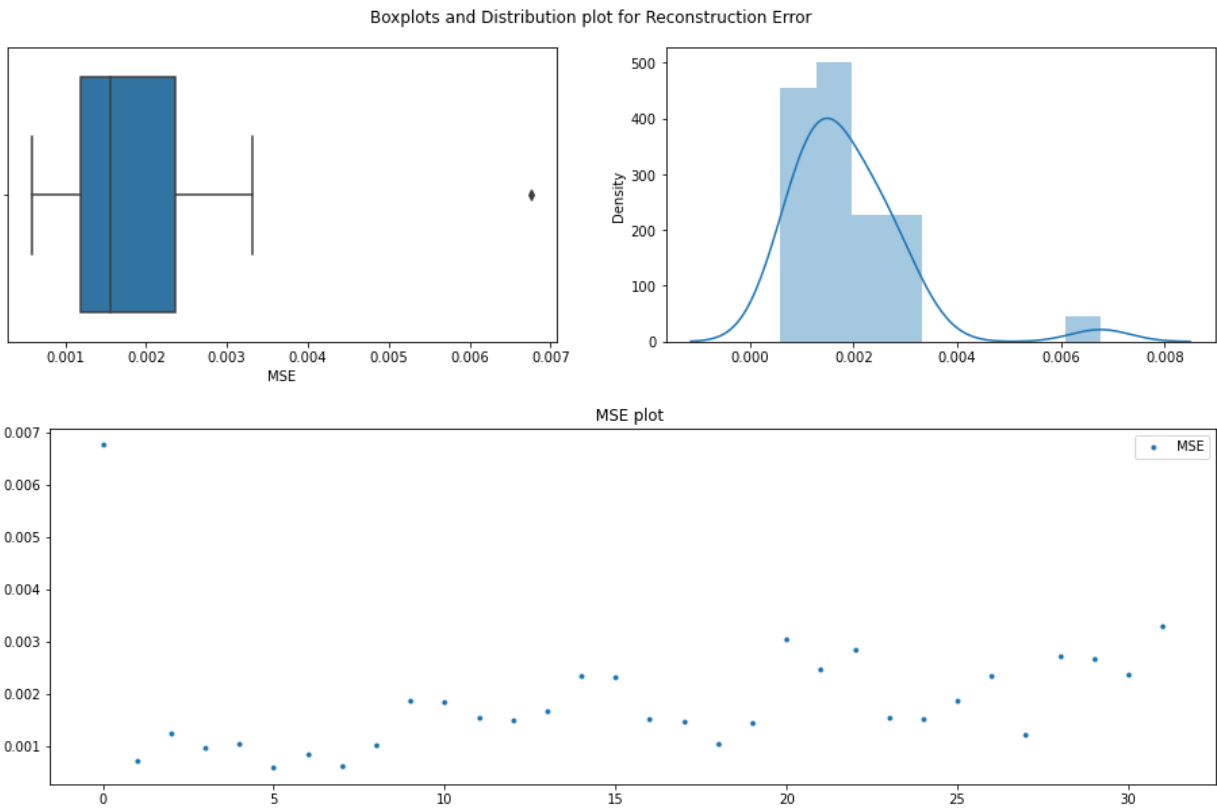 Boxplots and Distribution plot for Reconstruction Error
0.001 0.002 0.003 0.004 0.005 0.006 0.007
MSE
500
400
300
200
100
0
Density
0.000 0.002 0.004 0.006 0.008
MSE plot
0.007
0.006
0.005
0.004
0.003
0.002
0.001
MSE
0 5 10 15 20 25 30